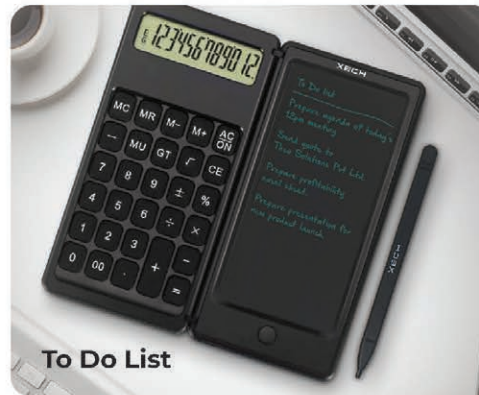 123456789012
XECH
To Do list
Prepare agenda of today's
12pm meeting
Send quote to
Thor Solutions Pvt Ltd.
Prepare profitability
excel sheet
Prepare presentation for
new product launch
MC MR M- M+ AC
ON
MU GT √ CE
7 8 9 ± %
4 5 6 ÷ ×
1 2 3 -
0 00 . + =
XECH
To Do List